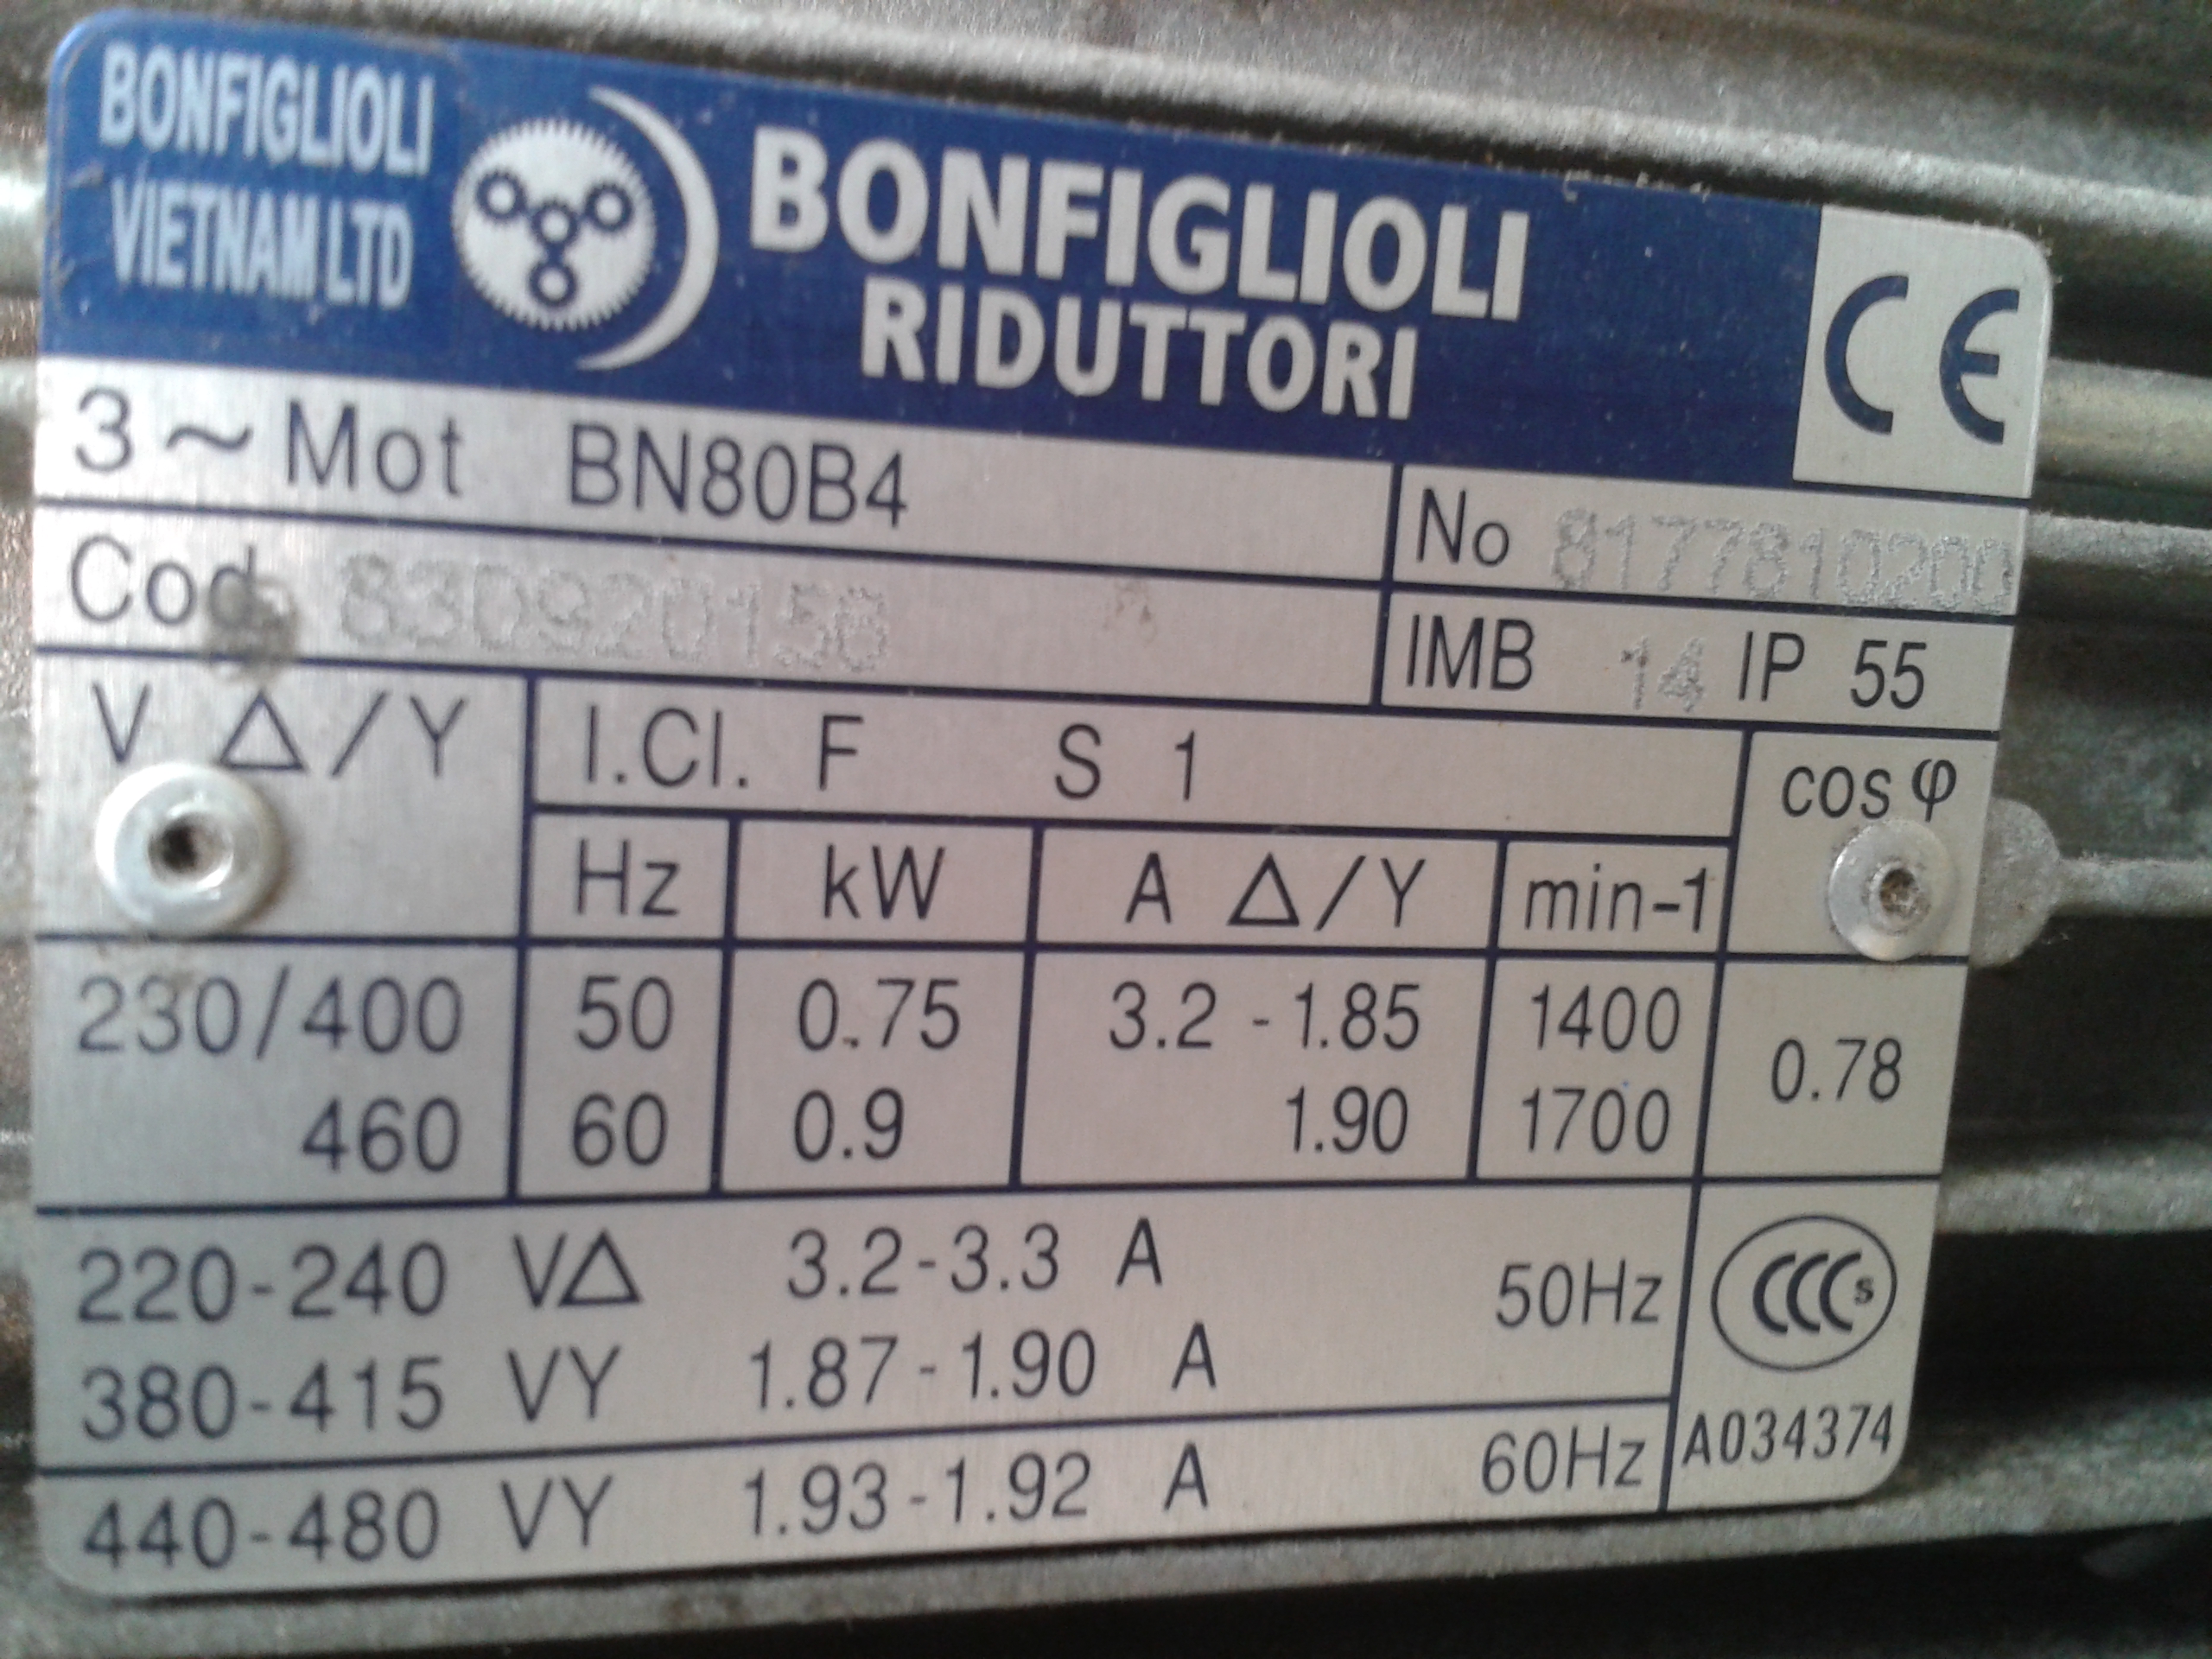 BONFIGLIOLI
VIETNAM LTD
BONFIGLIOLI
RIDUTTORI
CE
3 ~ Mot BN80B4
No 8177810200
Cod. 830920156
IMB 14 IP 55
V Δ/Y
I.Cl. F S 1
cos φ
Hz kW A Δ/Y min-1
230/400 50 0.75 3.2 - 1.85 1400
0.78
460 60 0.9 1.90 1700
220-240 VΔ 3.2-3.3 A
50Hz
380-415 VY 1.87-1.90 A
CCC S
440-480 VY 1.93-1.92 A 60Hz
A034374